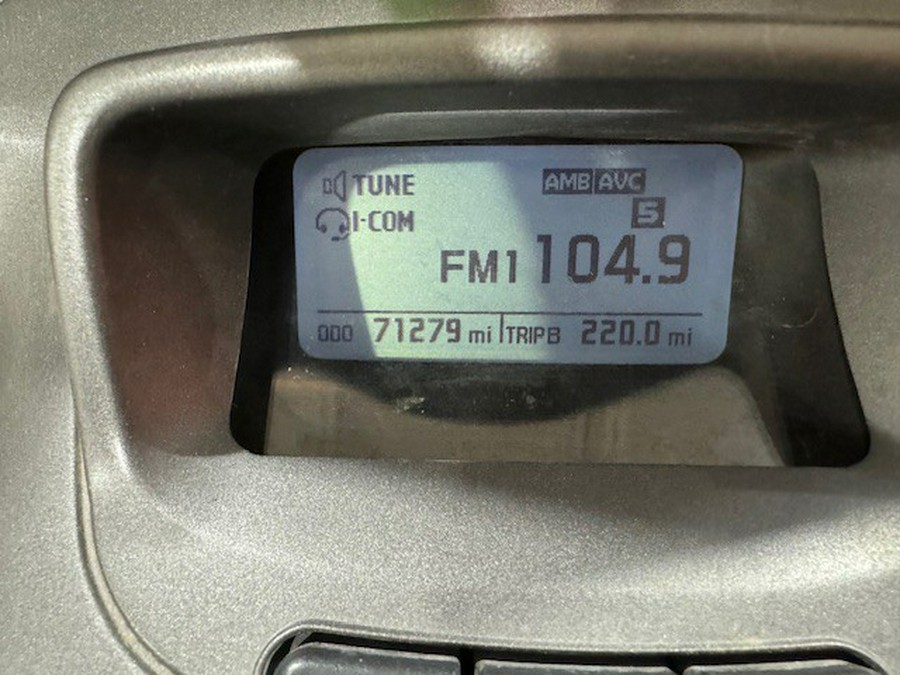 TUNE AMB AVC
I-COM 5
FM1 104.9
ODO 71279 mi TRIP B 220.0 mi